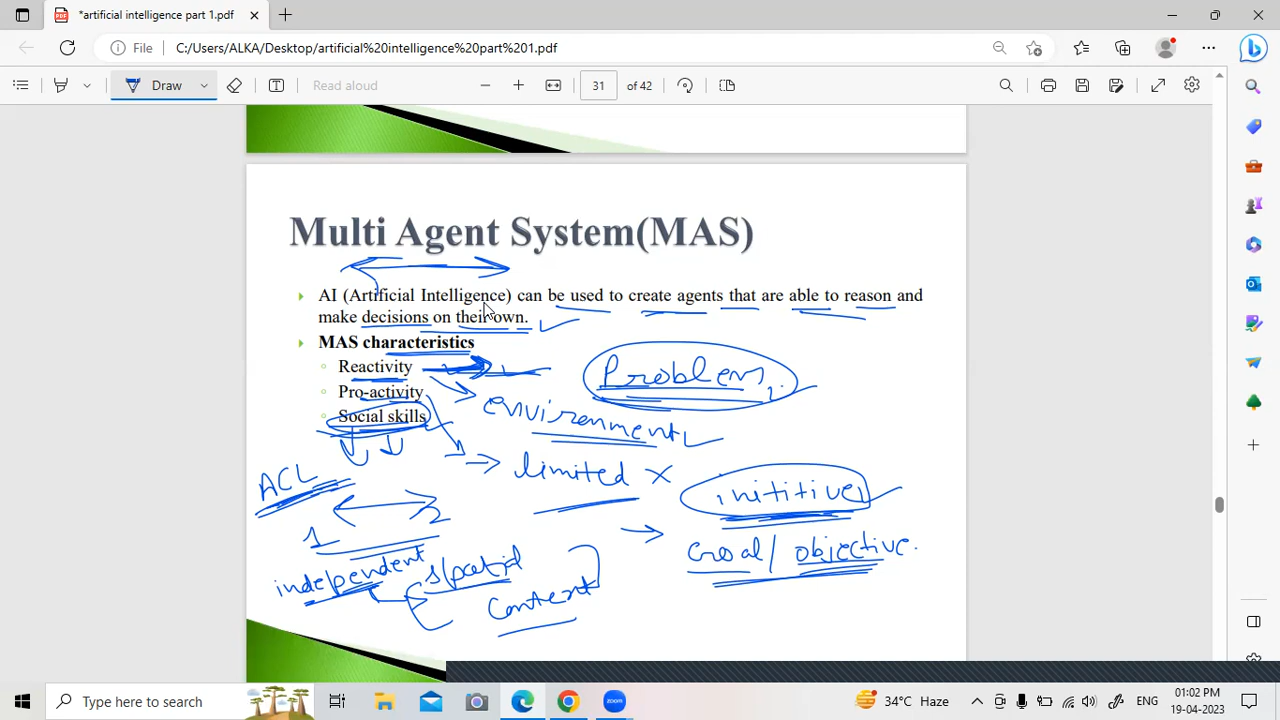 *artificial intelligence part 1.pdf
File C:/Users/ALKA/Desktop/artificial%20intelligence%20part%201.pdf
Draw Read aloud 31 of 42
Multi Agent System(MAS)
AI (Artificial Intelligence) can be used to create agents that are able to reason and
make decisions on their own.
MAS characteristics
Reactivity
Problem
Pro-activity
environment
Social skills
limited
ACL
inititive
1 2
Goal/ objective.
independent spatial
Content
Type here to search
zoom
34°C Haze
ENG
01:02 PM
19-04-2023